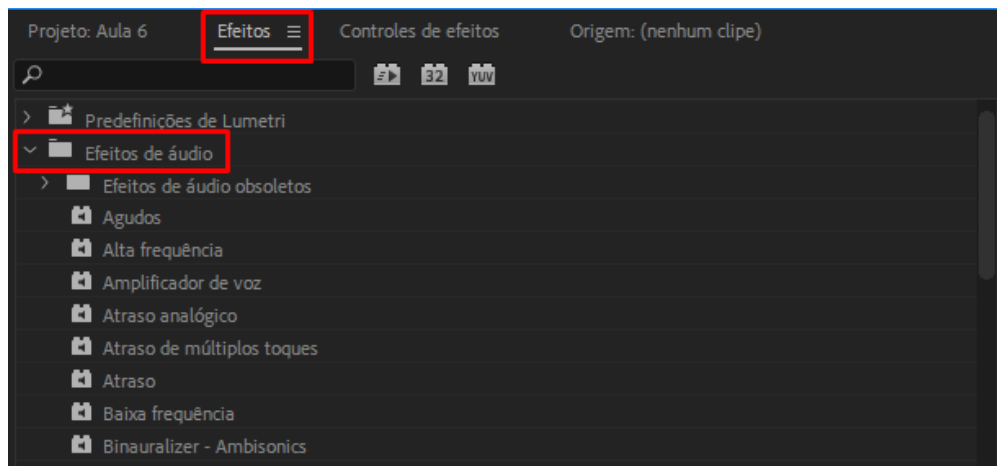 Projeto: Aula 6 Efeitos Controles de efeitos Origem: (nenhum clipe)
32 YUV
Predefinições de Lumetri
Efeitos de áudio
Efeitos de áudio obsoletos
Agudos
Alta frequência
Amplificador de voz
Atraso analógico
Atraso de múltiplos toques
Atraso
Baixa frequência
Binauralizer - Ambisonics